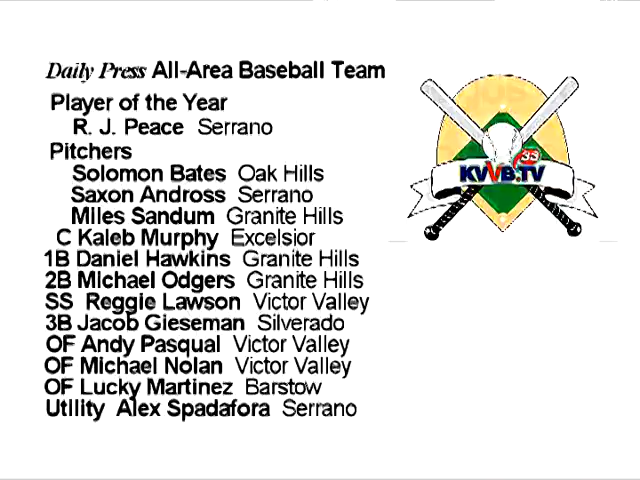 Daily Press All-Area Baseball Team
Player of the Year
R. J. Peace Serrano
Pitchers
Solomon Bates Oak Hills
Saxon Andross Serrano
Miles Sandum Granite Hills
C Kaleb Murphy Excelsior
1B Daniel Hawkins Granite Hills
2B Michael Odgers Granite Hills
SS Reggie Lawson Victor Valley
3B Jacob Gieseman Silverado
OF Andy Pasqual Victor Valley
OF Michael Nolan Victor Valley
OF Lucky Martinez Barstow
Utility Alex Spadafora Serrano
33
KVVB.TV